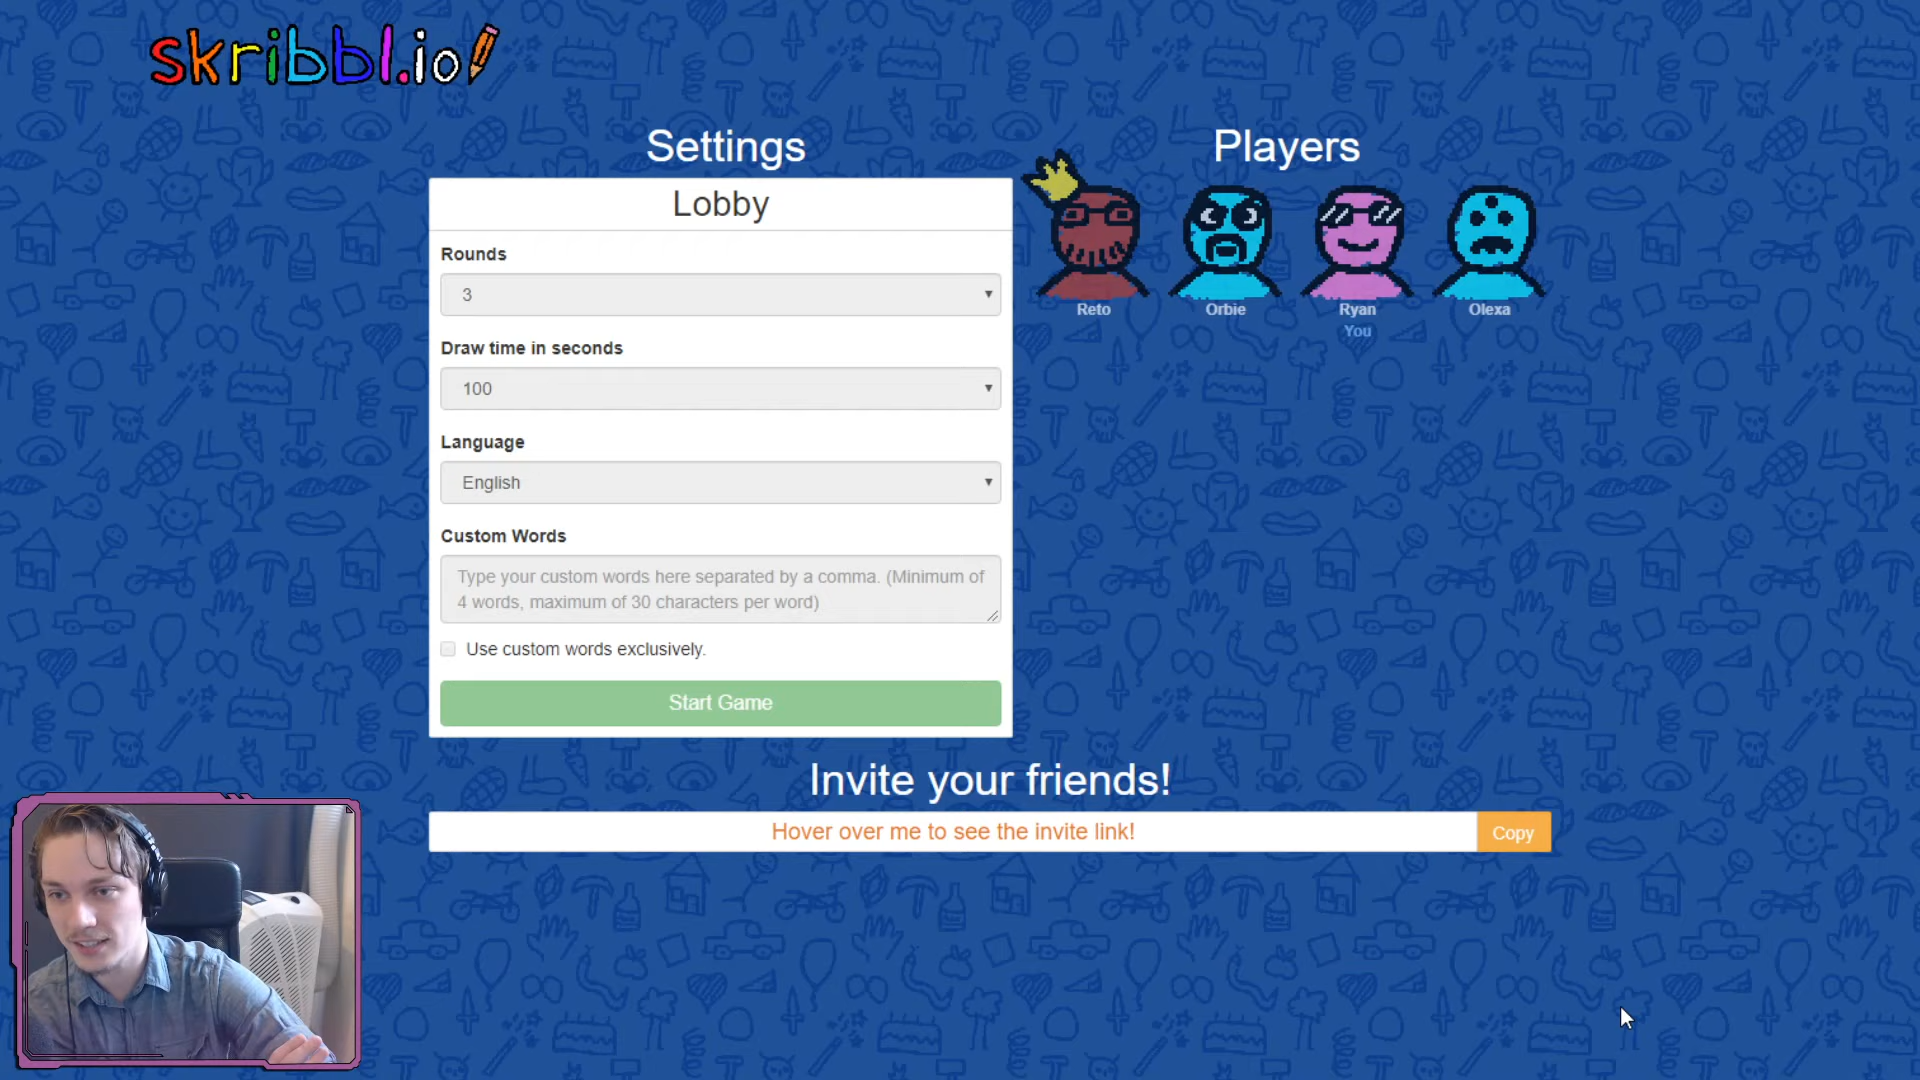 skribbl.io
Settings
Players
Lobby
Rounds
3
Draw time in seconds
100
Language
English
Custom Words
Type your custom words here separated by a comma. (Minimum of
4 words, maximum of 30 characters per word)
Use custom words exclusively.
Start Game
Reto
Orbie
Ryan
You
Olexa
Invite your friends!
Hover over me to see the invite link!
Copy